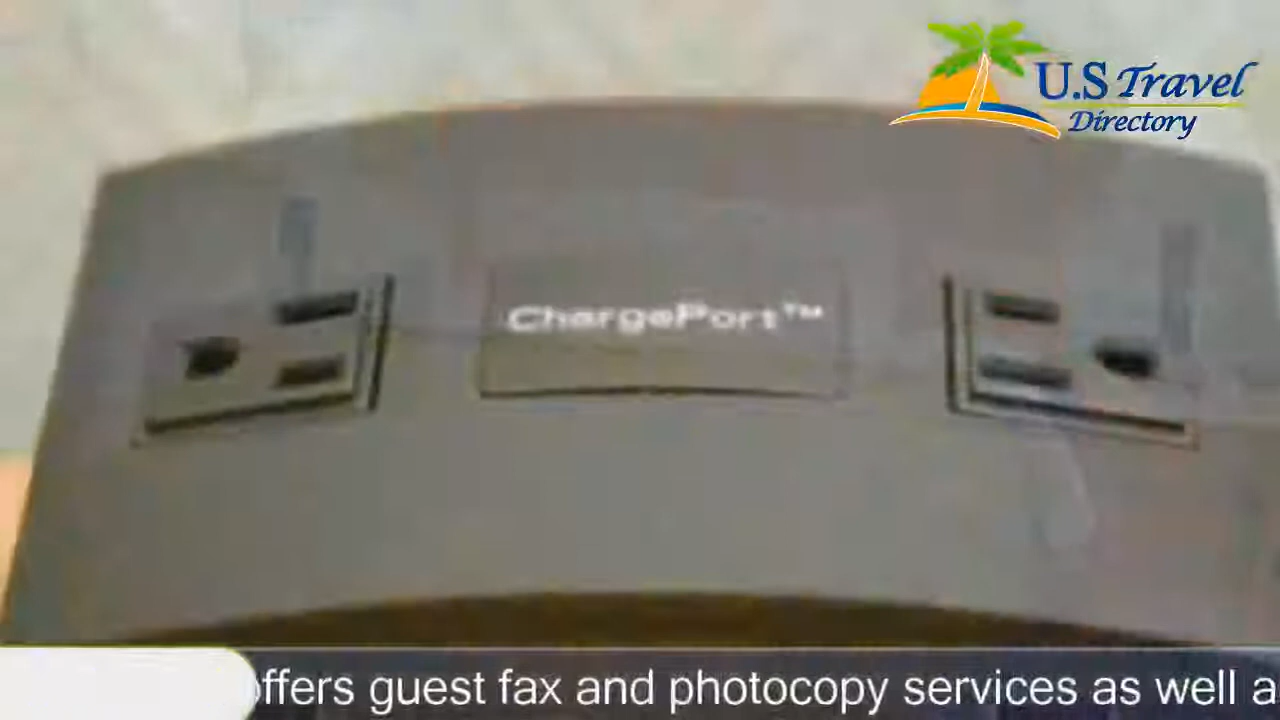 U.S Travel
Directory
ChargePort™
offers guest fax and photocopy services as well